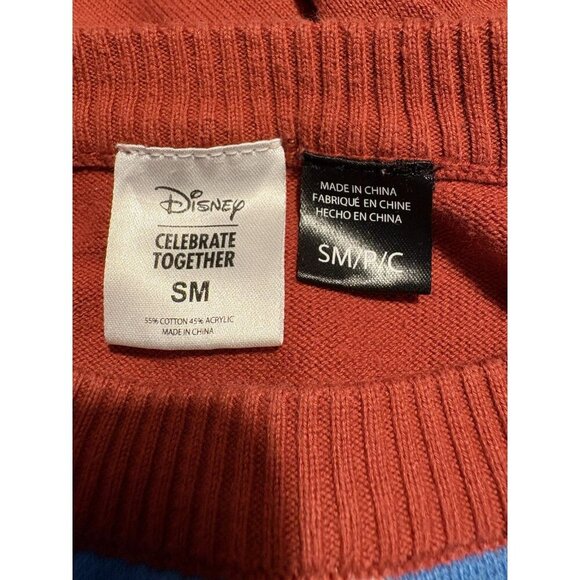 Disney
CELEBRATE
TOGETHER
SM
55% COTTON 45% ACRYLIC
MADE IN CHINA
MADE IN CHINA
FABRIQUÉ EN CHINE
HECHO EN CHINA
SM/P/C